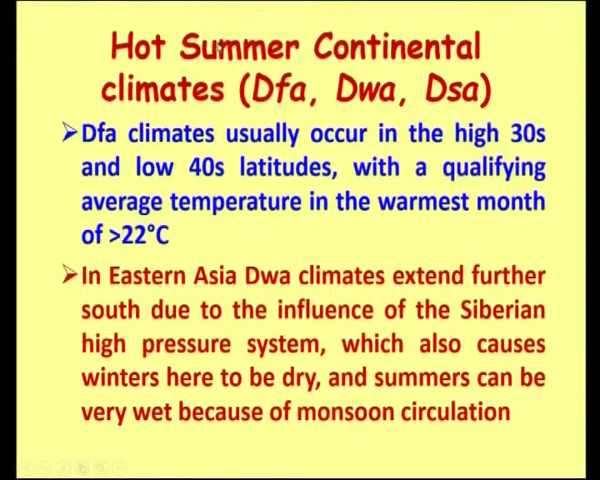 Hot Summer Continental
climates (Dfa, Dwa, Dsa)
➢Dfa climates usually occur in the high 30s
and low 40s latitudes, with a qualifying
average temperature in the warmest month
of >22°C
➢In Eastern Asia Dwa climates extend further
south due to the influence of the Siberian
high pressure system, which also causes
winters here to be dry, and summers can be
very wet because of monsoon circulation